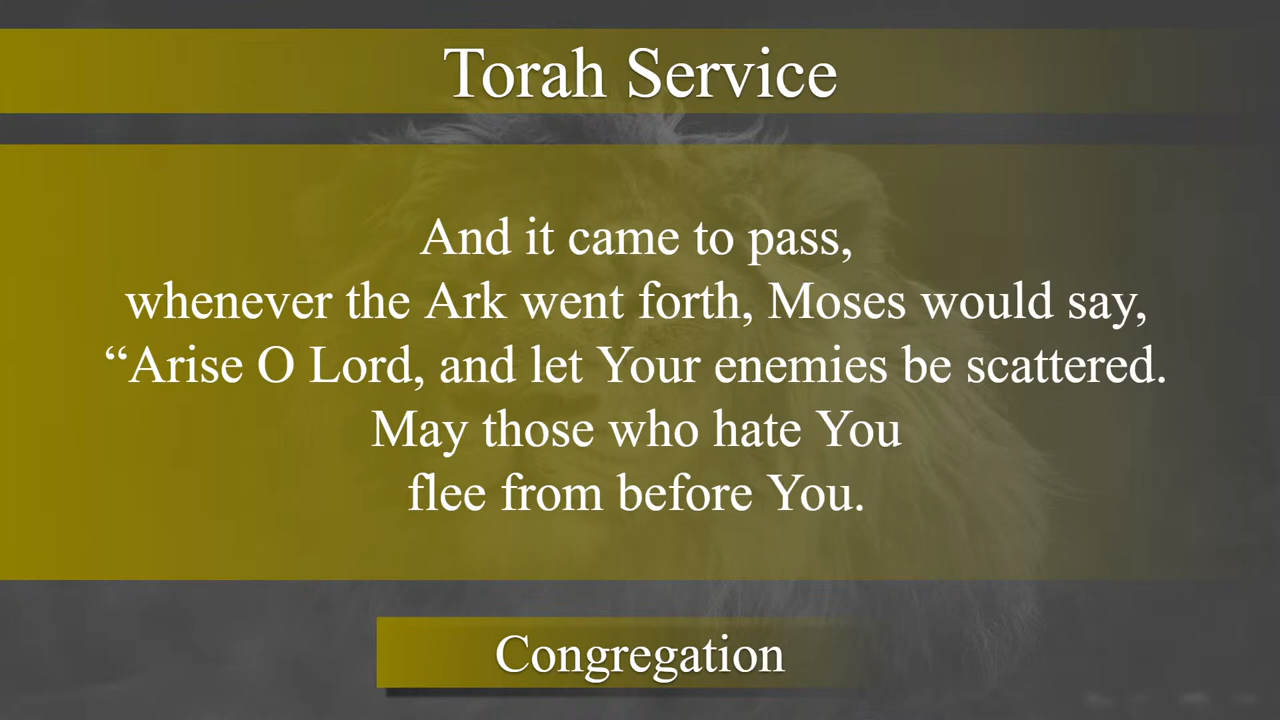 Torah Service
And it came to pass,
whenever the Ark went forth, Moses would say,
“Arise O Lord, and let Your enemies be scattered.
May those who hate You
flee from before You.
Congregation